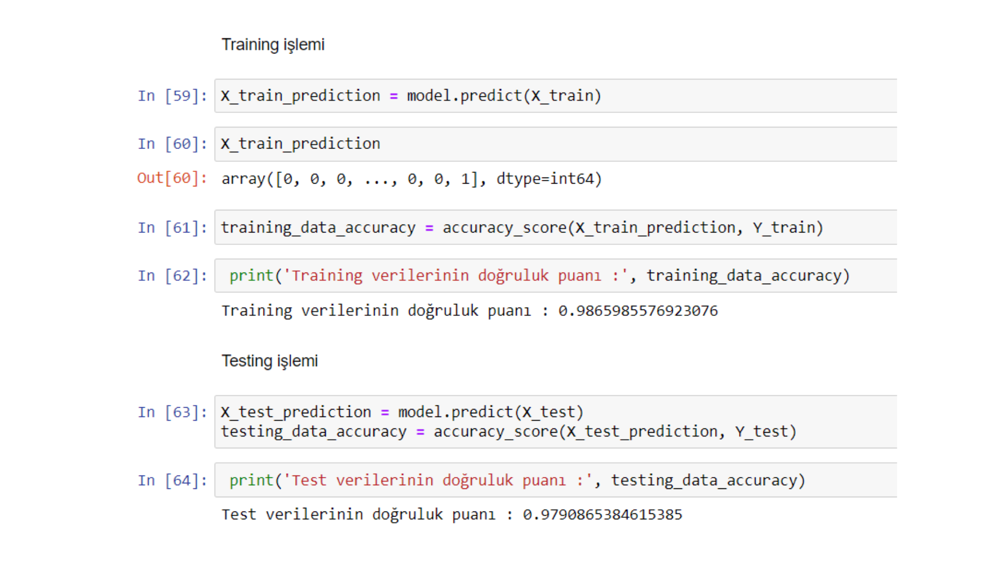 Training işlemi
In [59]: X_train_prediction = model.predict(X_train)
In [60]: X_train_prediction
Out[60]: array([0, 0, 0, ..., 0, 0, 1], dtype=int64)
In [61]: training_data_accuracy = accuracy_score(X_train_prediction, Y_train)
In [62]: print('Training verilerinin doğruluk puanı :', training_data_accuracy)
Training verilerinin doğruluk puanı : 0.9865985576923076
Testing işlemi
In [63]: X_test_prediction = model.predict(X_test)
testing_data_accuracy = accuracy_score(X_test_prediction, Y_test)
In [64]: print('Test verilerinin doğruluk puanı :', testing_data_accuracy)
Test verilerinin doğruluk puanı : 0.9790865384615385